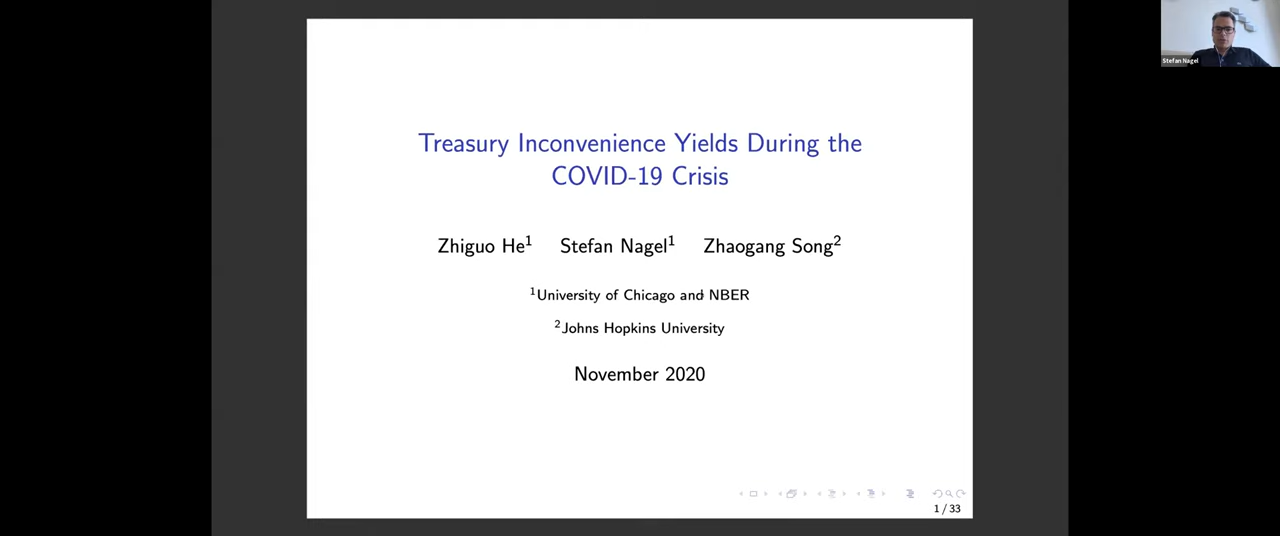 Treasury Inconvenience Yields During the
COVID-19 Crisis
Zhiguo He¹ Stefan Nagel¹ Zhaogang Song²
¹University of Chicago and NBER
²Johns Hopkins University
November 2020
1 / 33
Stefan Nagel